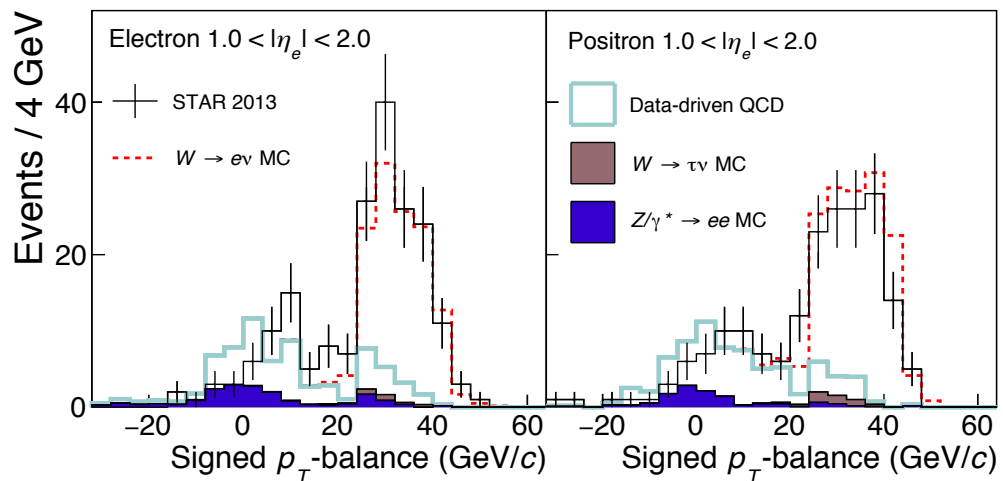 Events / 4 GeV
Electron 1.0 < |η_e| < 2.0
STAR 2013
W → eν MC
40
20
0
−20 0 20 40 60
Signed p_T-balance (GeV/c)
Positron 1.0 < |η_e| < 2.0
Data-driven QCD
W → τν MC
Z/γ* → ee MC
−20 0 20 40 60
Signed p_T-balance (GeV/c)